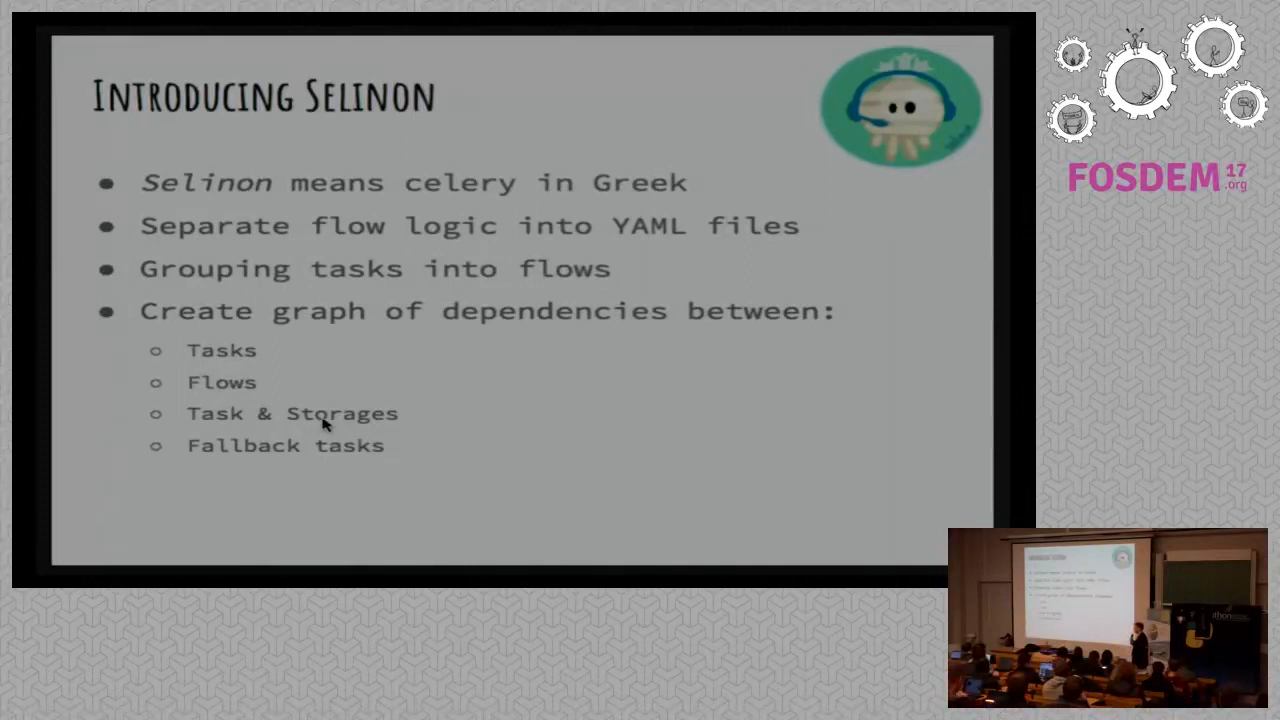 INTRODUCING SELINON
● Selinon means celery in Greek
● Separate flow logic into YAML files
● Grouping tasks into flows
● Create graph of dependencies between:
○ Tasks
○ Flows
○ Task & Storages
○ Fallback tasks
FOSDEM 17
.org